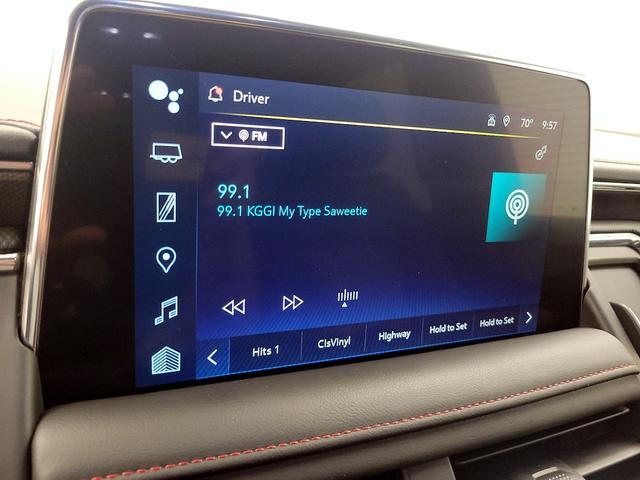 Driver
70° 9:57
FM
99.1
99.1 KGGI My Type Saweetie
Hits 1 ClsVinyl Highway Hold to Set Hold to Set